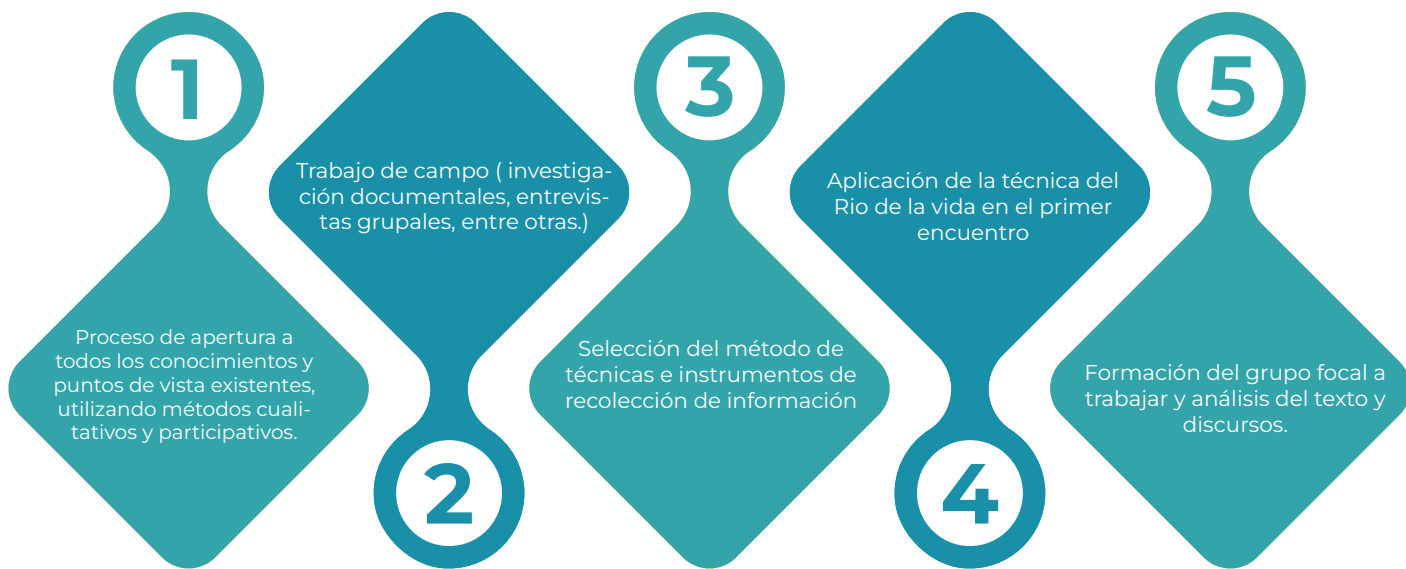 1
Proceso de apertura a
todos los conocimientos y
puntos de vista existentes,
utilizando métodos cuali-
tativos y participativos.
Trabajo de campo ( investiga-
ción documentales, entrevis-
tas grupales, entre otras.)
2
3
Selección del método de
técnicas e instrumentos de
recolección de información
Aplicación de la técnica del
Rio de la vida en el primer
encuentro
4
5
Formación del grupo focal a
trabajar y análisis del texto y
discursos.